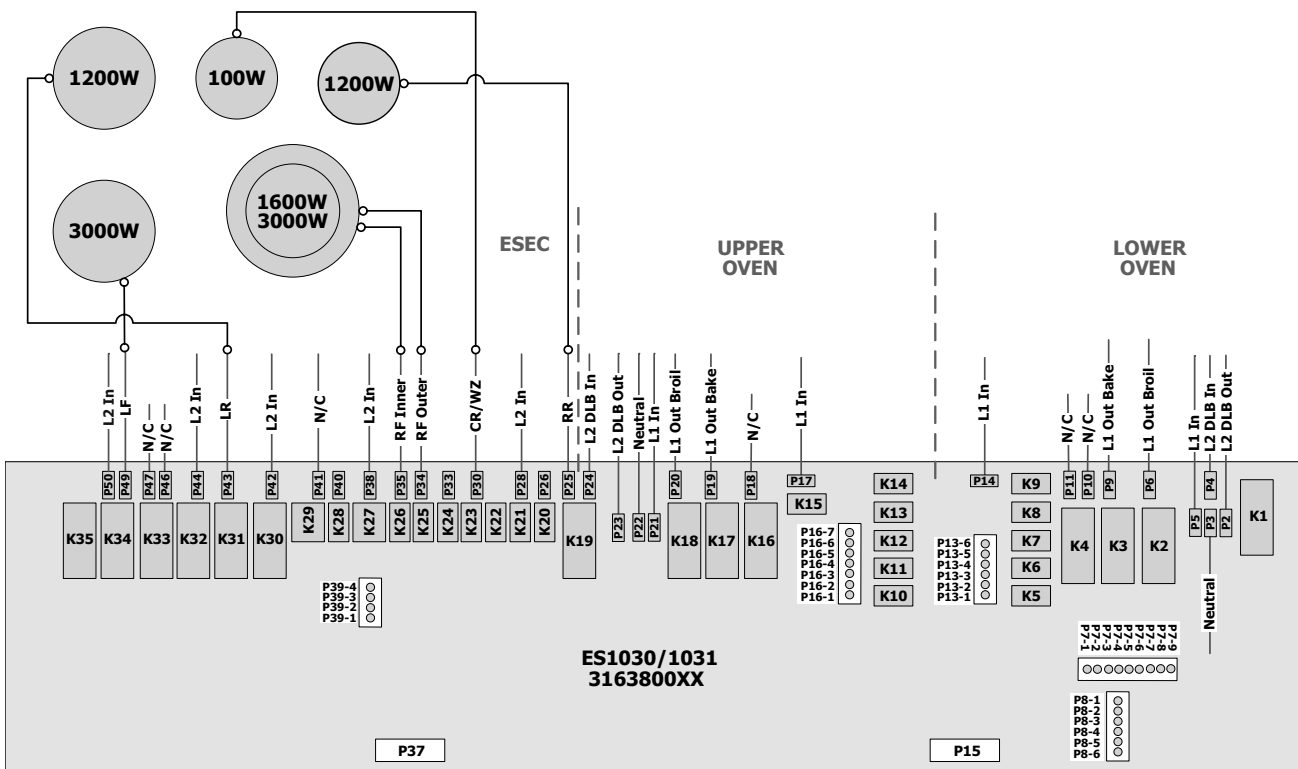 1200W
100W
1200W
3000W
1600W
3000W
ESEC
UPPER
OVEN
LOWER
OVEN
L2 In
LF
N/C
N/C
L2 In
LR
L2 In
N/C
L2 In
RF Inner
RF Outer
CR/WZ
L2 In
RR
L2 DLB In
L2 DLB Out
Neutral
L1 In
L1 Out Broil
L1 Out Bake
N/C
L1 In
L1 In
N/C
N/C
L1 Out Bake
L1 Out Broil
L1 In
L2 DLB In
L2 DLB Out
P50
P49
P47
P46
P44
P43
P42
P41
P40
P38
P35
P34
P33
P30
P28
P26
P25
P24
P23
P22
P21
P20
P19
P18
P17
P14
P11
P10
P9
P6
P5
P4
P3
P2
K35
K34
K33
K32
K31
K30
K29
K28
K27
K26
K25
K24
K23
K22
K21
K20
K19
K18
K17
K16
K15
K14
K13
K12
K11
K10
K9
K8
K7
K6
K5
K4
K3
K2
K1
P16-7
P16-6
P16-5
P16-4
P16-3
P16-2
P16-1
P13-6
P13-5
P13-4
P13-3
P13-2
P13-1
P39-4
P39-3
P39-2
P39-1
Neutral
P7-1
P7-2
P7-3
P7-4
P7-5
P7-6
P7-7
P7-8
P7-9
ES1030/1031
3163800XX
P8-1
P8-2
P8-3
P8-4
P8-5
P8-6
P37
P15